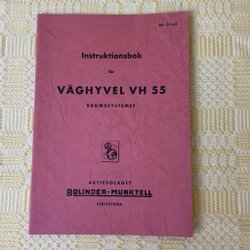 Instruktionsbok
för
VÄGHYVEL VH 55
BROMSSYSTEMET
AKTIEBOLAGET
BOLINDER-MUNKTELL
ESKILSTUNA